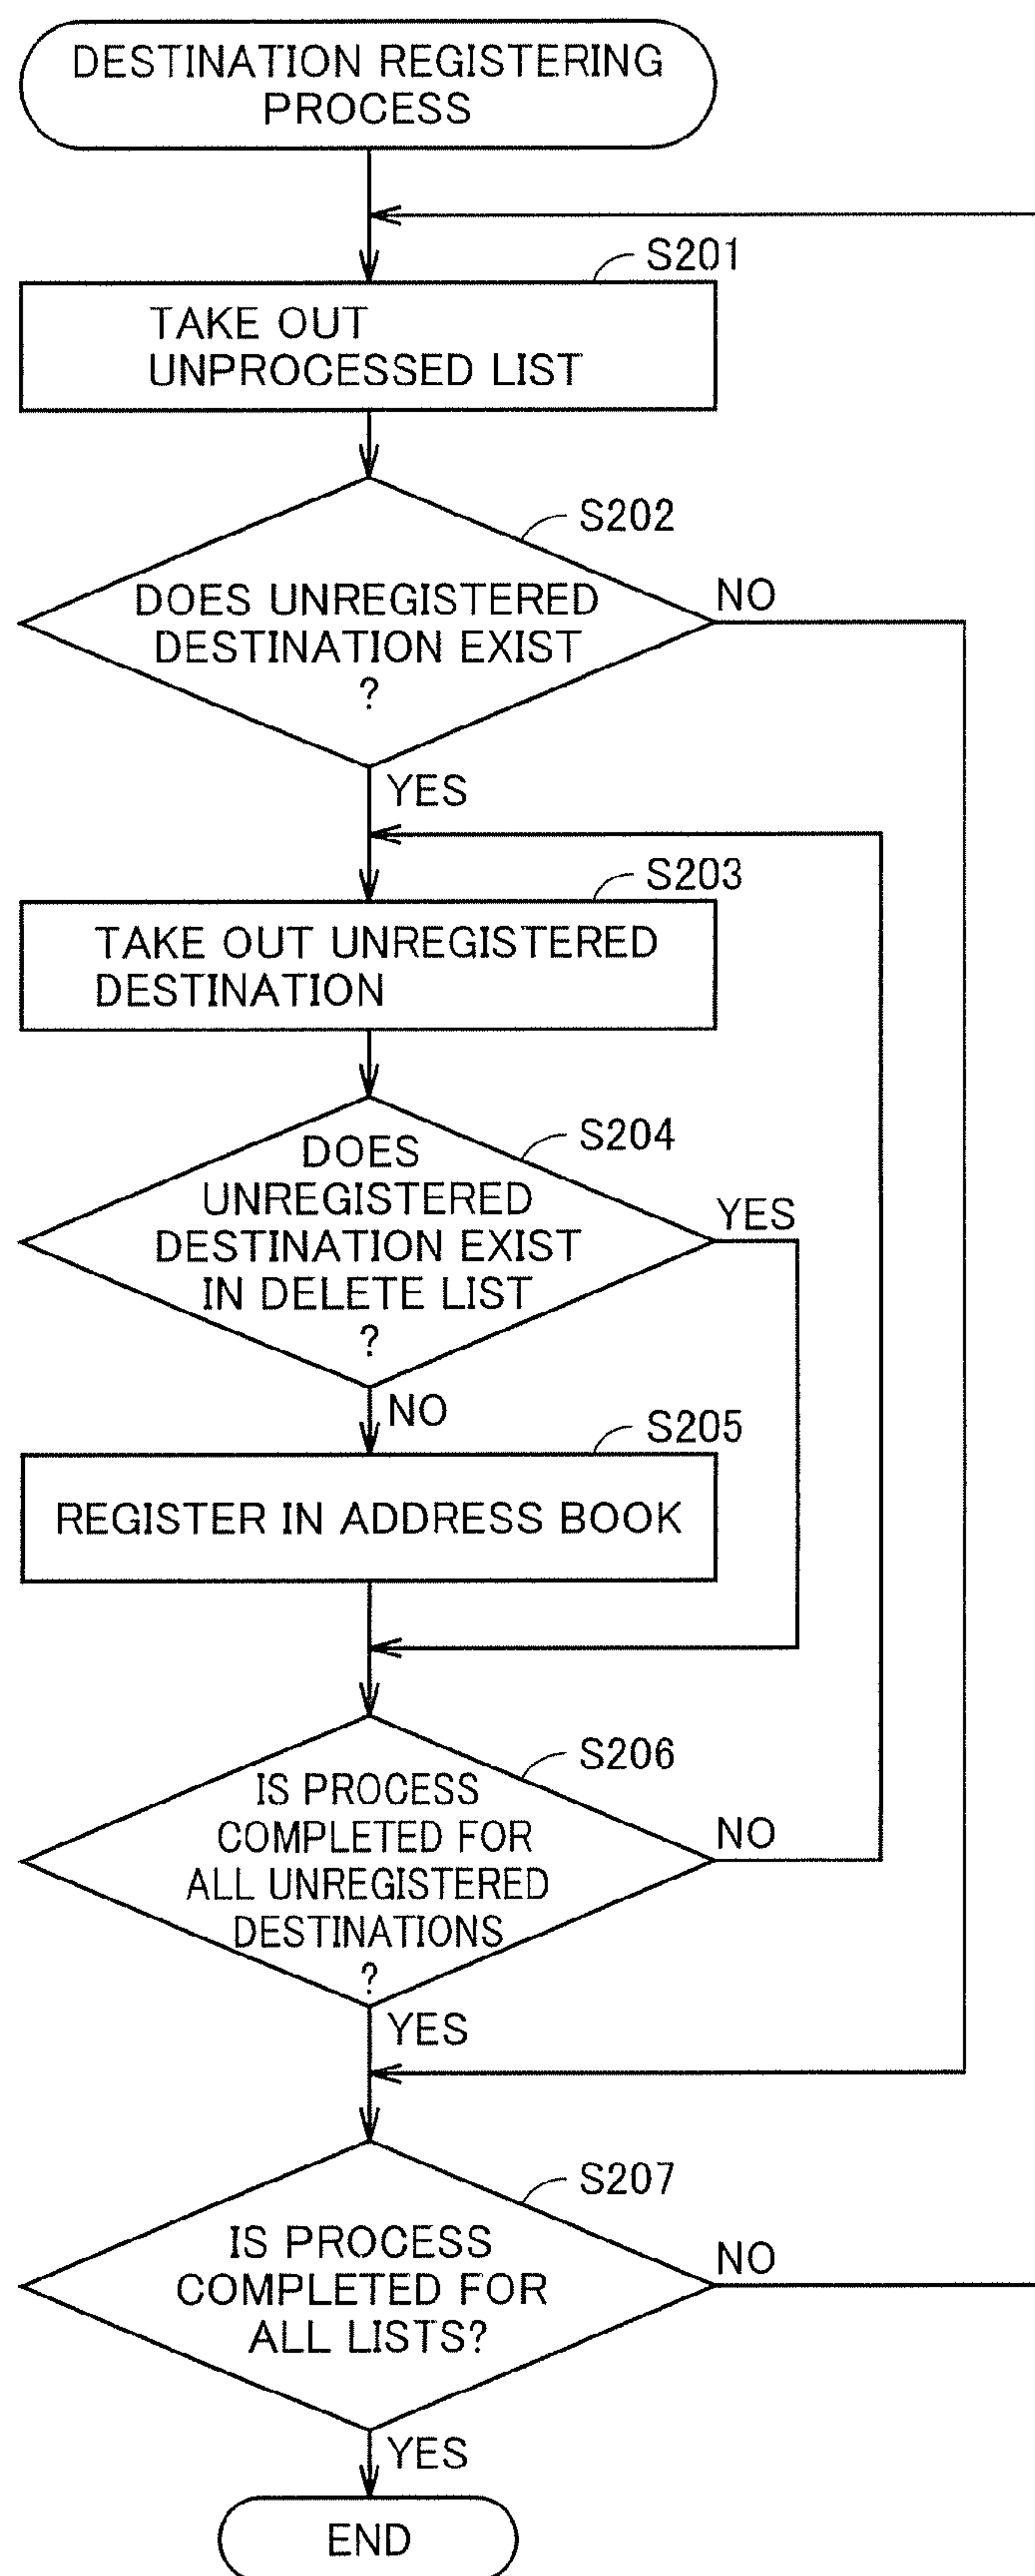 DESTINATION REGISTERING
PROCESS
S201
TAKE OUT
UNPROCESSED LIST
S202
DOES UNREGISTERED
DESTINATION EXIST
?
NO
YES
S203
TAKE OUT UNREGISTERED
DESTINATION
S204
DOES
UNREGISTERED
DESTINATION EXIST
IN DELETE LIST
?
YES
NO
S205
REGISTER IN ADDRESS BOOK
S206
IS PROCESS
COMPLETED FOR
ALL UNREGISTERED
DESTINATIONS
?
NO
YES
S207
IS PROCESS
COMPLETED FOR
ALL LISTS?
NO
YES
END